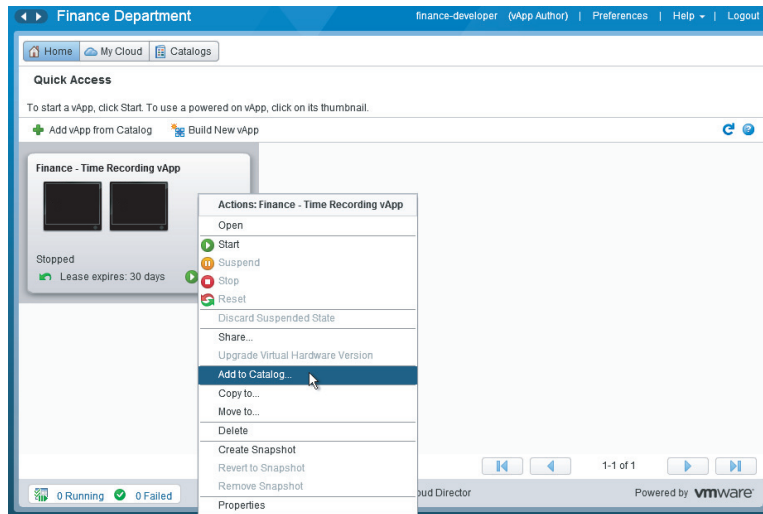 Finance Department
finance-developer (vApp Author) | Preferences | Help | Logout
Home My Cloud Catalogs
Quick Access
To start a vApp, click Start. To use a powered on vApp, click on its thumbnail.
Add vApp from Catalog Build New vApp
Finance - Time Recording vApp
Stopped
Lease expires: 30 days
Actions: Finance - Time Recording vApp
Open
Start
Suspend
Stop
Reset
Discard Suspended State
Share...
Upgrade Virtual Hardware Version
Add to Catalog...
Copy to...
Move to...
Delete
Create Snapshot
Revert to Snapshot
Remove Snapshot
Properties
1-1 of 1
0 Running 0 Failed
oud Director
Powered by vmware